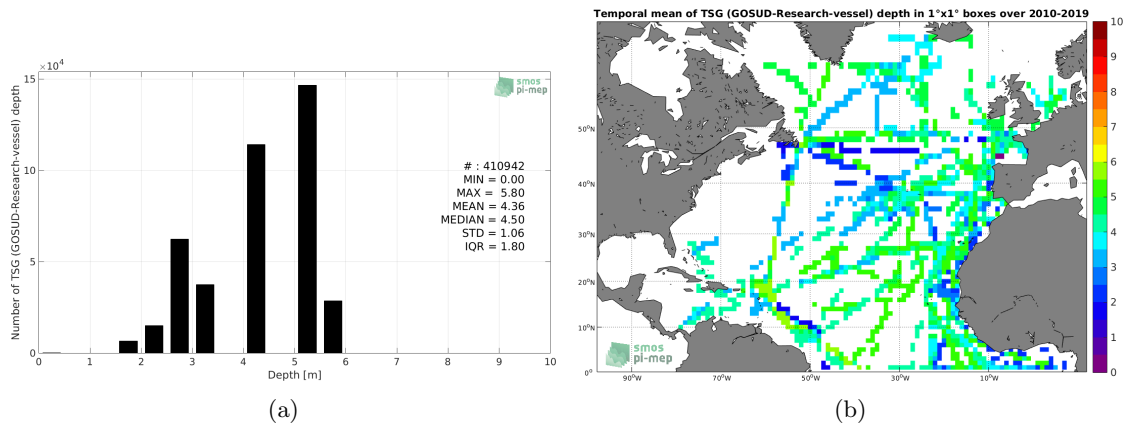 ×10⁴
15
10
5
0
Number of TSG (GOSUD-Research-vessel) depth
0 1 2 3 4 5 6 7 8 9 10
Depth [m]
smos
pi-mep
# : 410942
MIN = 0.00
MAX = 5.80
MEAN = 4.36
MEDIAN = 4.50
STD = 1.06
IQR = 1.80
(a)
Temporal mean of TSG (GOSUD-Research-vessel) depth in 1°x1° boxes over 2010-2019
50°N
40°N
30°N
20°N
10°N
0°
90°W 70°W 50°W 30°W 10°W
smos
pi-mep
10
9
8
7
6
5
4
3
2
1
0
(b)